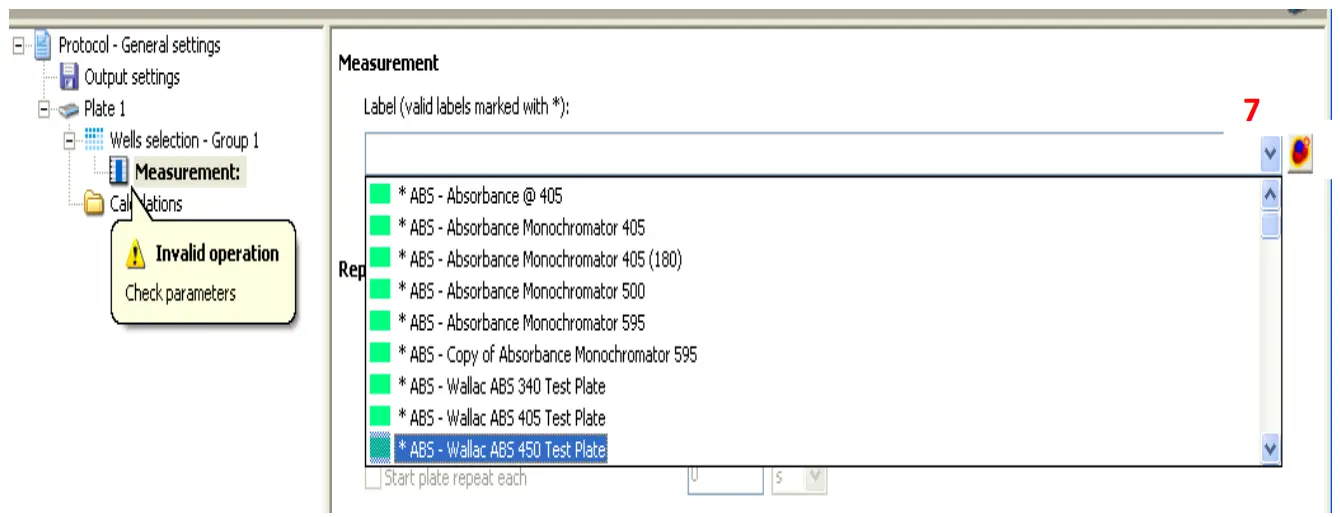 Protocol - General settings
Output settings
Plate 1
Wells selection - Group 1
Measurement:
Calculations
Invalid operation
Check parameters
Measurement
Label (valid labels marked with *):
7
* ABS - Absorbance @ 405
* ABS - Absorbance Monochromator 405
* ABS - Absorbance Monochromator 405 (180)
* ABS - Absorbance Monochromator 500
* ABS - Absorbance Monochromator 595
* ABS - Copy of Absorbance Monochromator 595
* ABS - Wallac ABS 340 Test Plate
* ABS - Wallac ABS 405 Test Plate
* ABS - Wallac ABS 450 Test Plate
Rep
Start plate repeat each 0 s